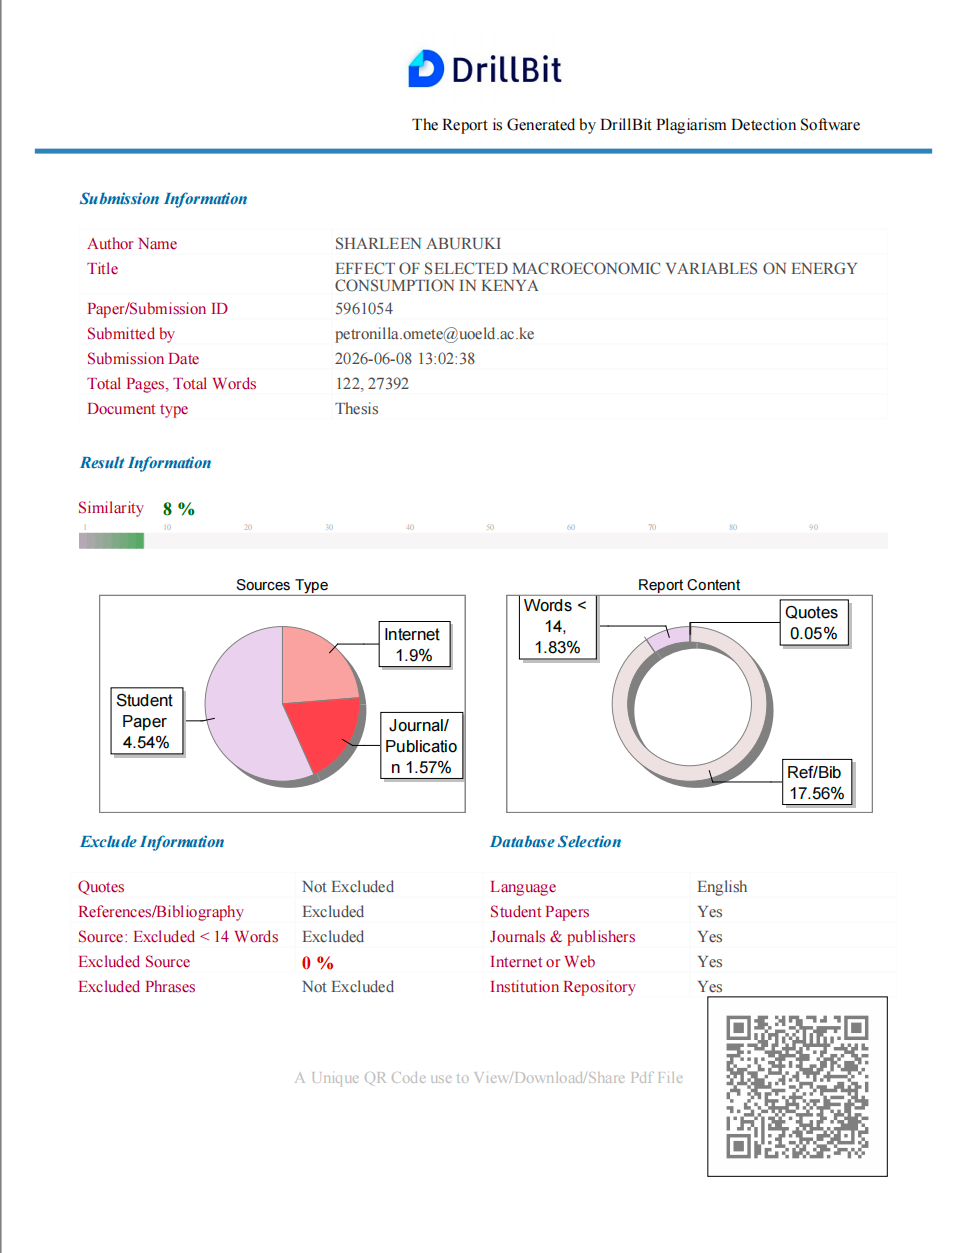 DrillBit
The Report is Generated by DrillBit Plagiarism Detection Software
Submission Information
Author Name SHARLEEN ABURUKI
Title EFFECT OF SELECTED MACROECONOMIC VARIABLES ON ENERGY
CONSUMPTION IN KENYA
Paper/Submission ID 5961054
Submitted by petronilla.omete@uoeld.ac.ke
Submission Date 2026-06-08 13:02:38
Total Pages, Total Words 122, 27392
Document type Thesis
Result Information
Similarity 8 %
1 10 20 30 40 50 60 70 80 90
Sources Type
Internet
1.9%
Student
Paper
4.54%
Journal/
Publicatio
n 1.57%
Report Content
Words <
14,
1.83%
Quotes
0.05%
Ref/Bib
17.56%
Exclude Information
Quotes Not Excluded
References/Bibliography Excluded
Source: Excluded < 14 Words Excluded
Excluded Source 0 %
Excluded Phrases Not Excluded
Database Selection
Language English
Student Papers Yes
Journals & publishers Yes
Internet or Web Yes
Institution Repository Yes
A Unique QR Code use to View/Download/Share Pdf File